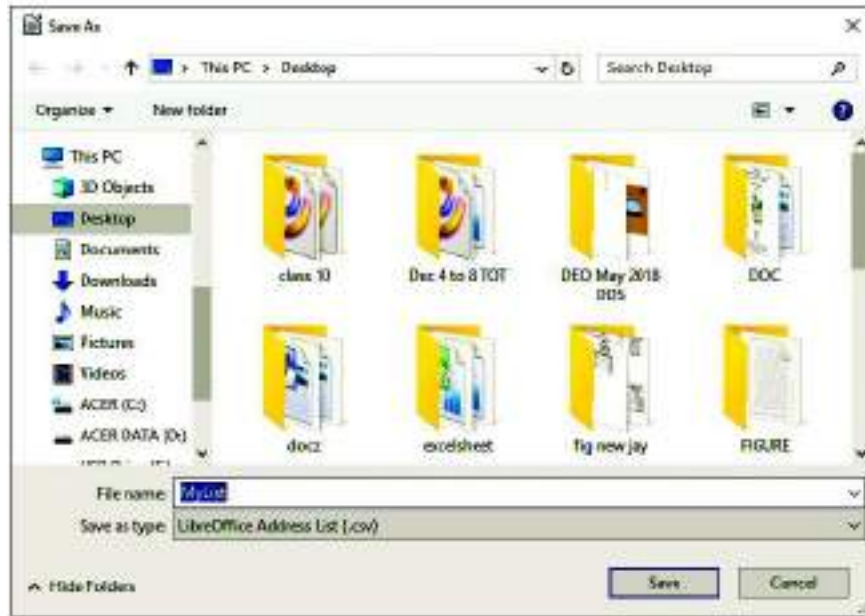 Save As
This PC > Desktop
Search Desktop
Organize
New folder
This PC
3D Objects
Desktop
Documents
Downloads
Music
Pictures
Videos
ACER (C:)
ACER DATA (D:)
class 10
Dec 4 to 8 TOT
DEO May 2018
DDS
DOC
docz
excelsheet
fig new jay
FIGURE
File name: MyList
Save as type: LibreOffice Address List (.csv)
Hide Folders
Save
Cancel